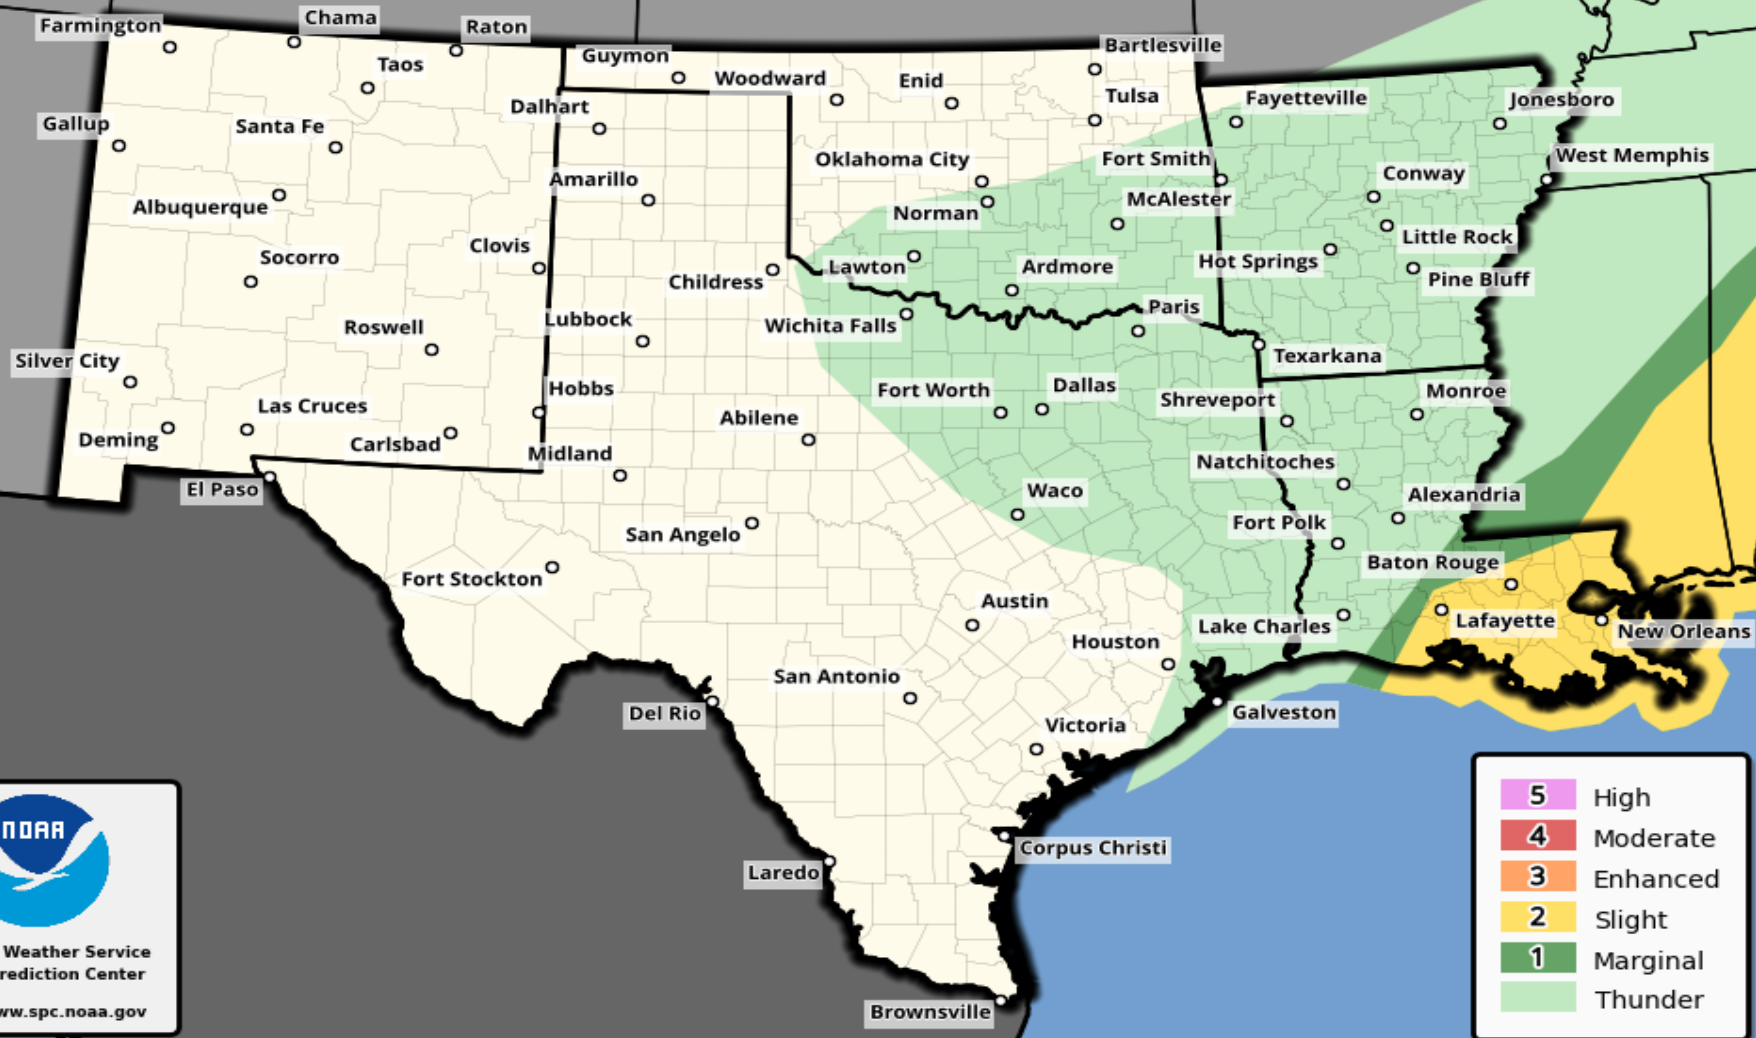 Farmington
Chama
Raton
Guymon
Bartlesville
Taos
Woodward
Enid
Tulsa
Fayetteville
Jonesboro
Dalhart
Gallup
Santa Fe
Oklahoma City
Fort Smith
West Memphis
Amarillo
Conway
Albuquerque
Norman
McAlester
Clovis
Little Rock
Socorro
Childress
Lawton
Ardmore
Hot Springs
Pine Bluff
Roswell
Lubbock
Wichita Falls
Paris
Silver City
Texarkana
Hobbs
Fort Worth
Dallas
Shreveport
Monroe
Las Cruces
Abilene
Deming
Carlsbad
Midland
Natchitoches
El Paso
Waco
Alexandria
San Angelo
Fort Polk
Fort Stockton
Baton Rouge
Austin
Lake Charles
Lafayette
New Orleans
Houston
San Antonio
Del Rio
Victoria
Galveston
Corpus Christi
Laredo
Brownsville
NOAA
Weather Service
rediction Center
ww.spc.noaa.gov
5 High
4 Moderate
3 Enhanced
2 Slight
1 Marginal
Thunder